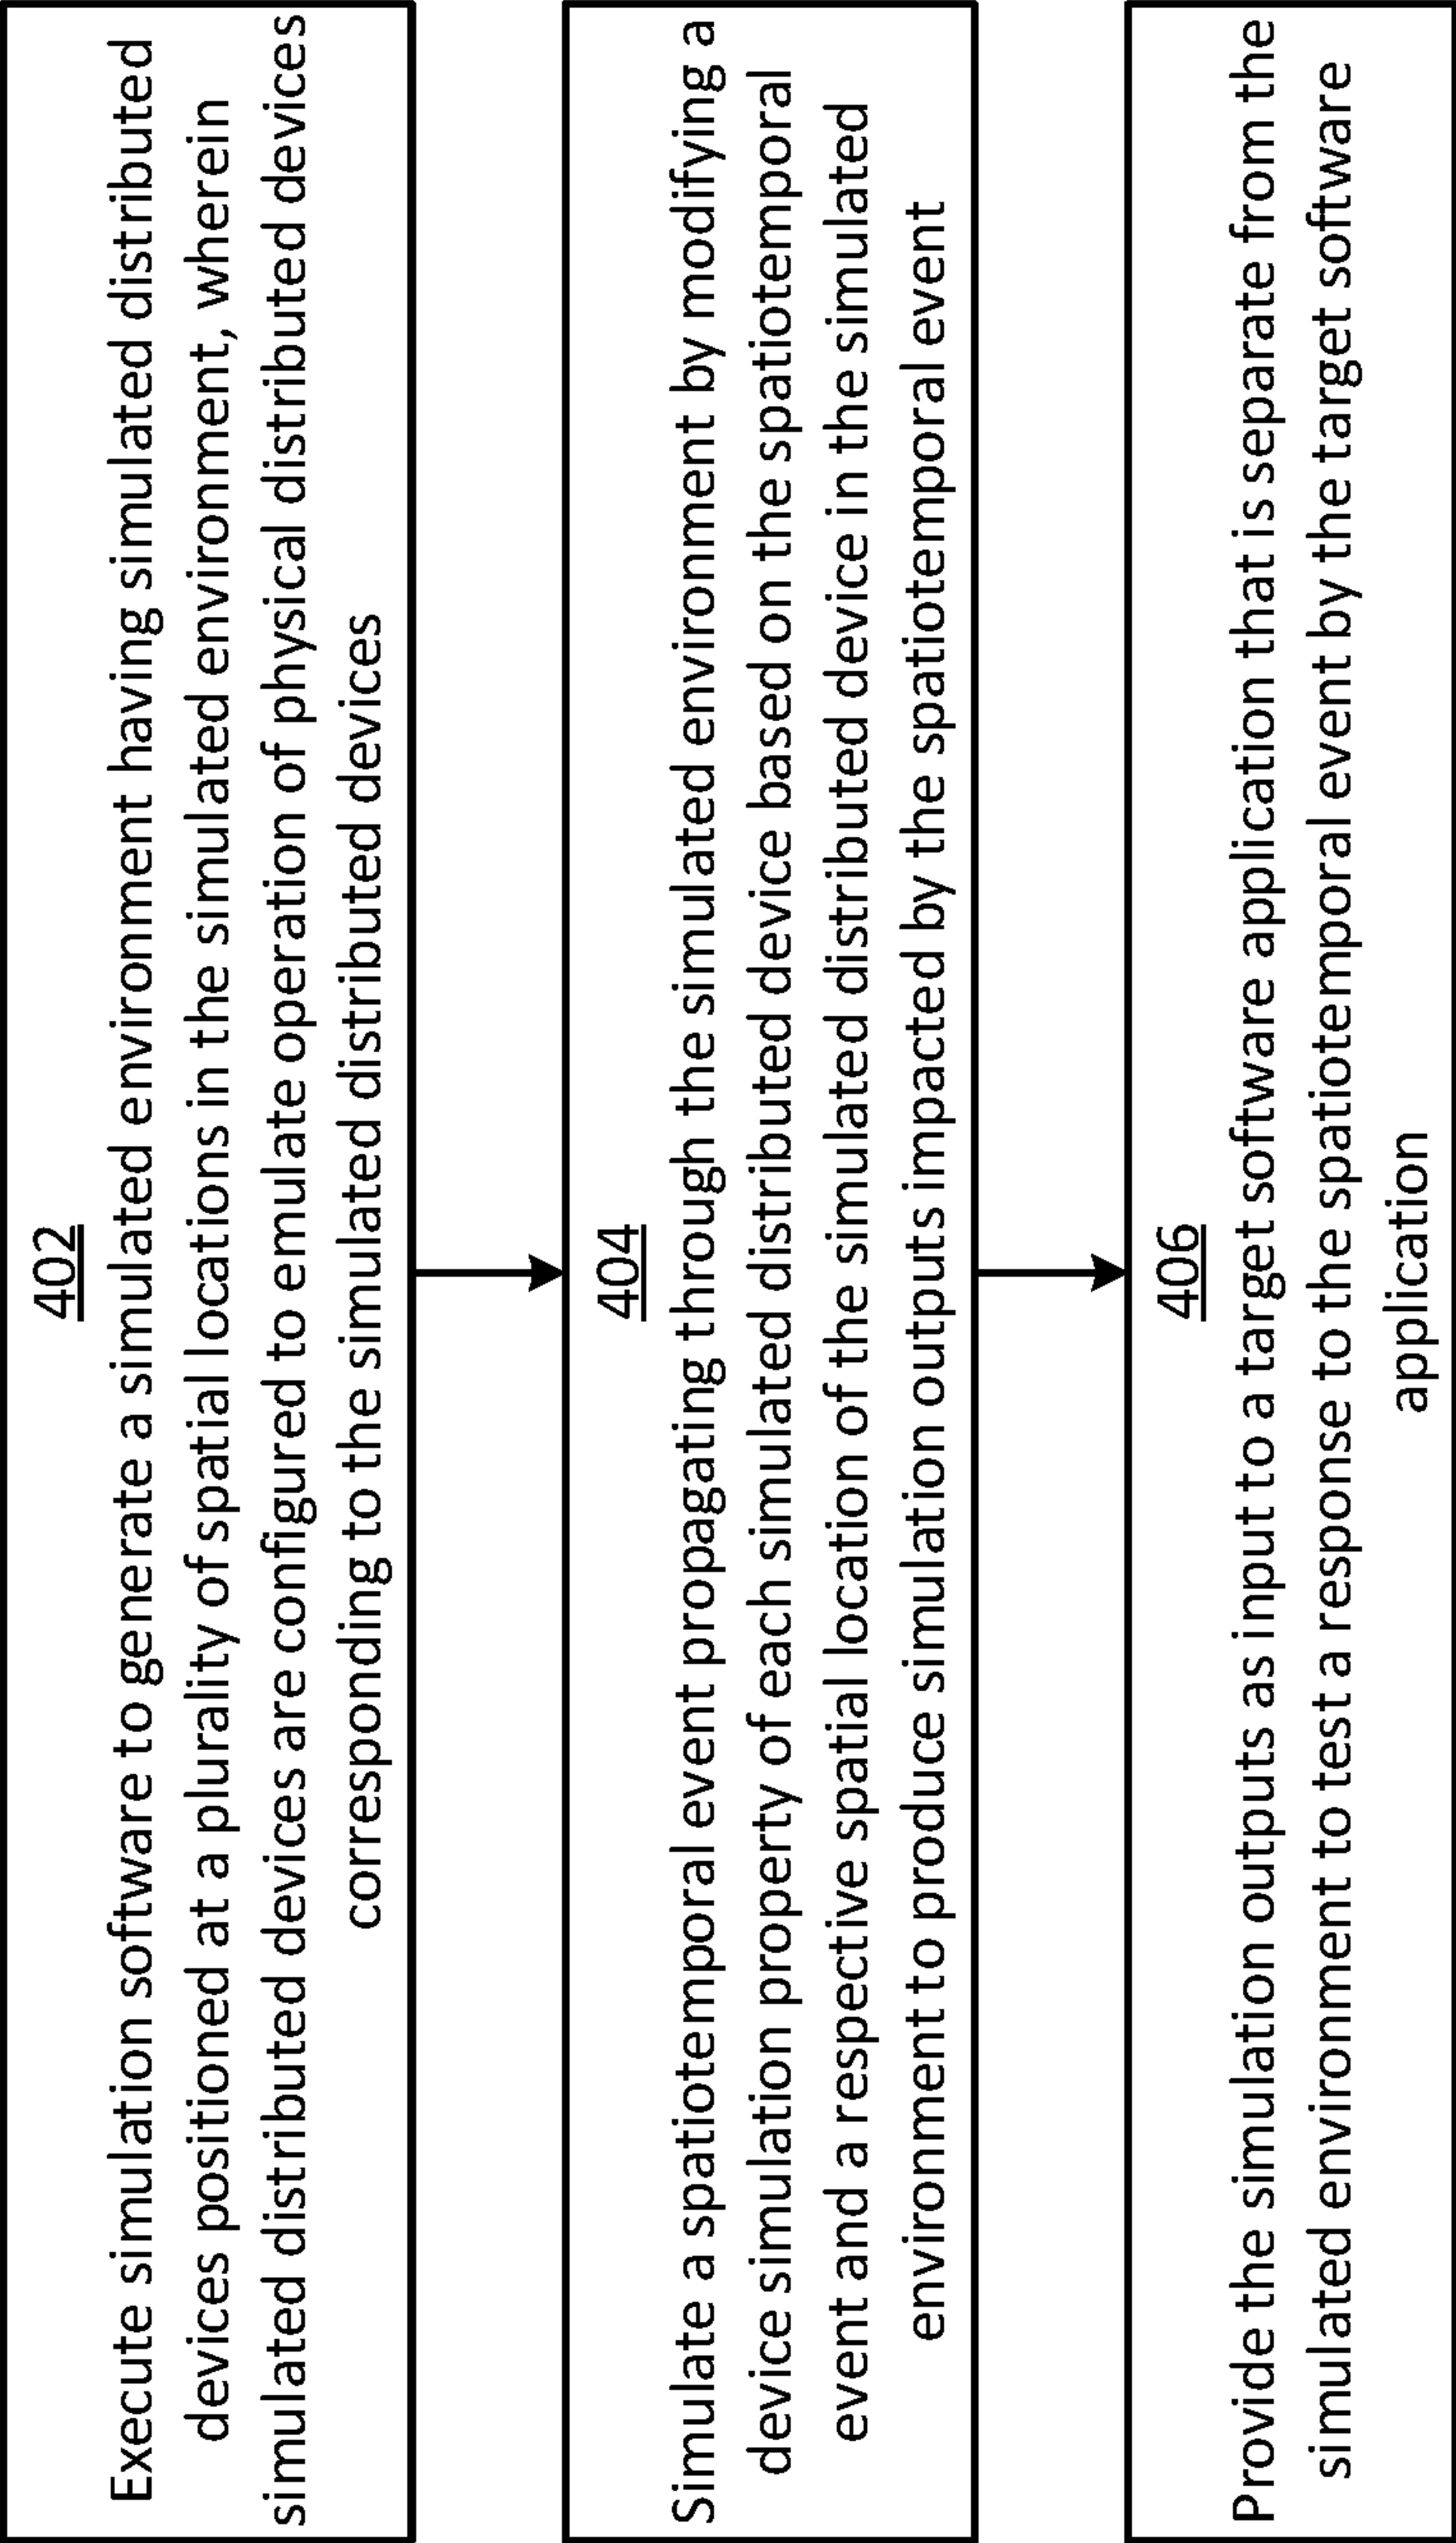 402
Execute simulation software to generate a simulated environment having simulated distributed
devices positioned at a plurality of spatial locations in the simulated environment, wherein
simulated distributed devices are configured to emulate operation of physical distributed devices
corresponding to the simulated distributed devices
404
Simulate a spatiotemporal event propagating through the simulated environment by modifying a
device simulation property of each simulated distributed device based on the spatiotemporal
event and a respective spatial location of the simulated distributed device in the simulated
environment to produce simulation outputs impacted by the spatiotemporal event
406
Provide the simulation outputs as input to a target software application that is separate from the
simulated environment to test a response to the spatiotemporal event by the target software
application